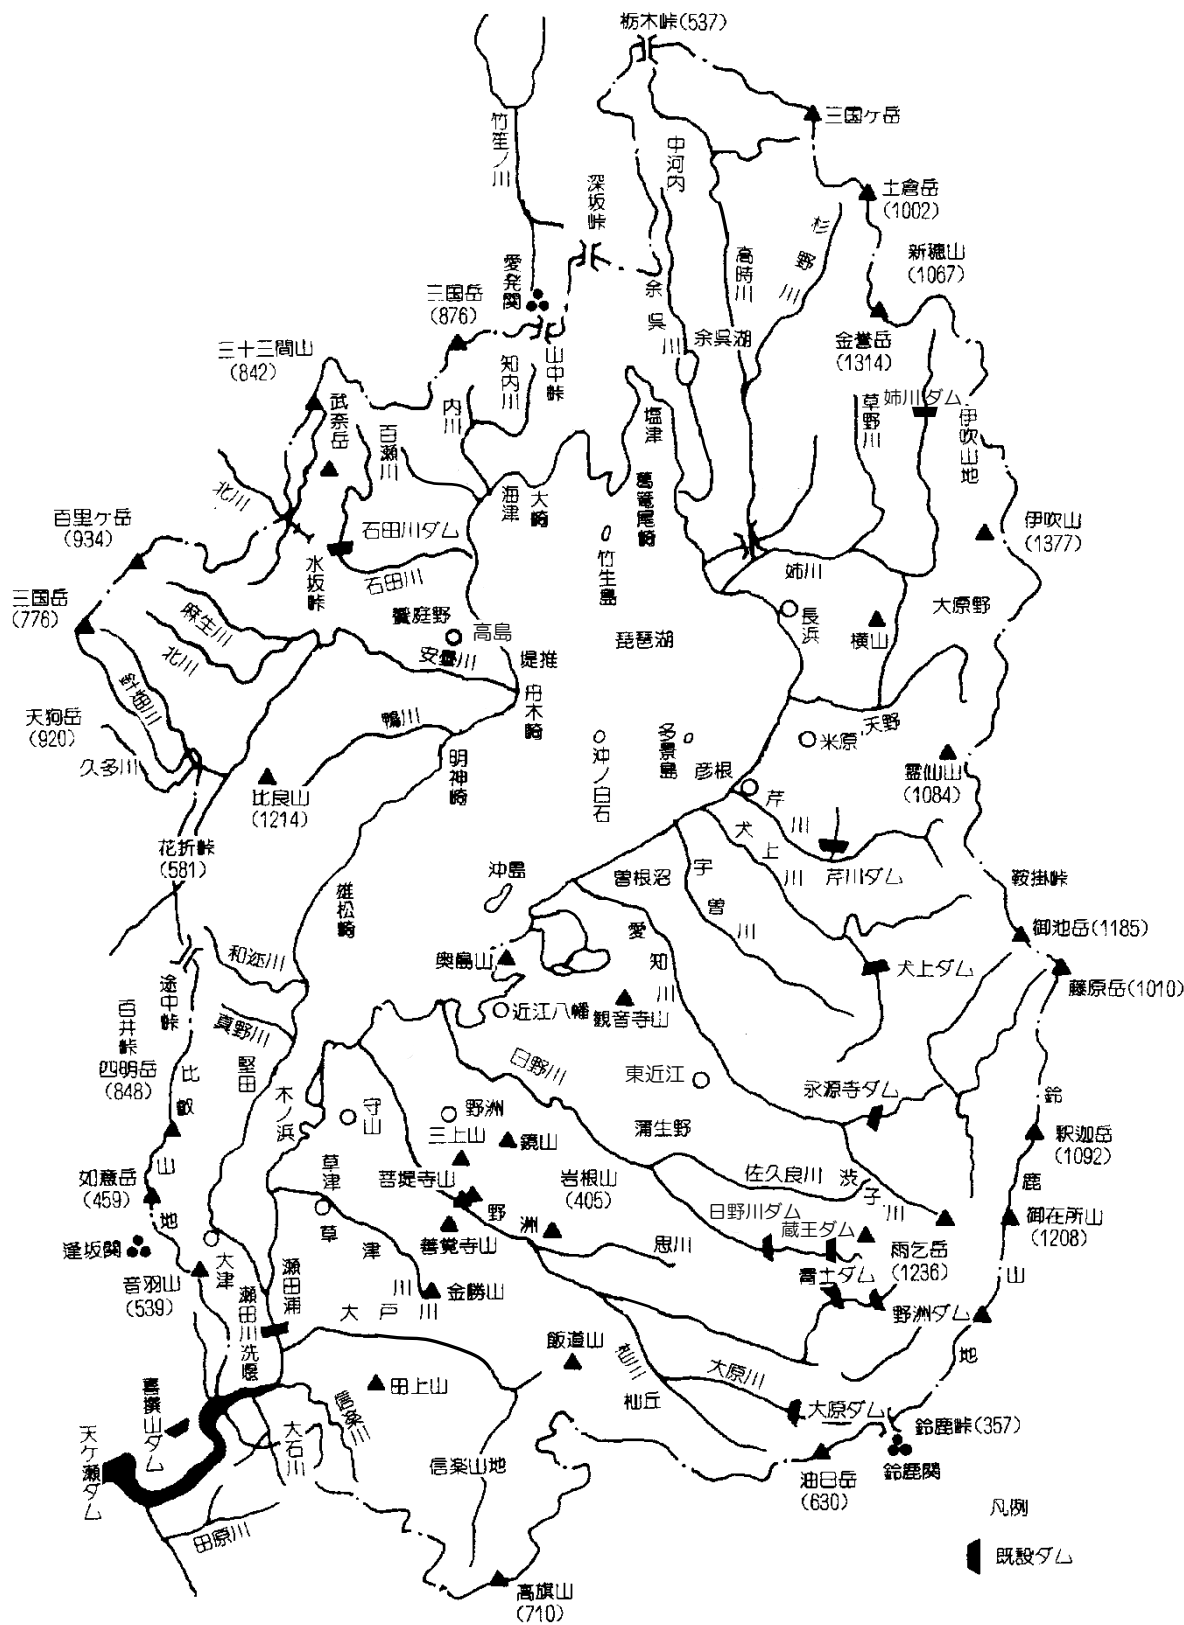 栃木峠(537)
三国ケ岳
竹笙ノ川
中河内
深坂峠
土倉岳
(1002)
杉野川
新穂山
(1067)
高時川
愛発関
余呉川
三国岳
(876)
余呉湖
金誉岳
(1314)
三十三間山
(842)
山中峠
知内川
武奈岳
内川
百瀬川
塩津
草野川
姉川ダム
伊吹山地
北川
海津
大崎
葛篭尾崎
百里ケ岳
(934)
石田川ダム
伊吹山
(1377)
水坂峠
石田川
竹生島
姉川
三国岳
(776)
麻生川
饗庭野
高島
長浜
横山
大原野
北川
安曇川
堤推
琵琶湖
針畑川
舟木崎
天狗岳
(920)
鴨川
天野
久多川
明神崎
沖ノ白石
多景島
米原
彦根
霊仙山
(1084)
比良山
(1214)
芹川
犬上川
花折峠
(581)
芹川ダム
沖島
曽根沼
宇曽川
鞍掛峠
雄松崎
愛知川
御池岳(1185)
和迩川
奥島山
犬上ダム
途中峠
藤原岳(1010)
百井峠
近江八幡
観音寺山
真野川
四明岳
(848)
比叡山地
堅田
日野川
東近江
永源寺ダム
木ノ浜
守山
野洲
鈴鹿山地
三上山
鏡山
蒲生野
釈迦岳
(1092)
草津
如意岳
(459)
菩提寺山
岩根山
(405)
佐久良川
渋子川
野洲川
日野川ダム
蔵王ダム
御在所山
(1208)
逢坂関
大津
草津川
善覚寺山
思川
雨乞岳
(1236)
音羽山
(539)
瀬田浦
金勝山
青土ダム
瀬田川洗堰
大戸川
野洲ダム
飯道山
杣川
大原川
喜撰山ダム
田上山
杣丘
大原ダム
信楽川
鈴鹿峠(357)
天ケ瀬ダム
大石川
信楽山地
鈴鹿関
油日岳
(630)
凡例
田原川
既設ダム
高旗山
(710)